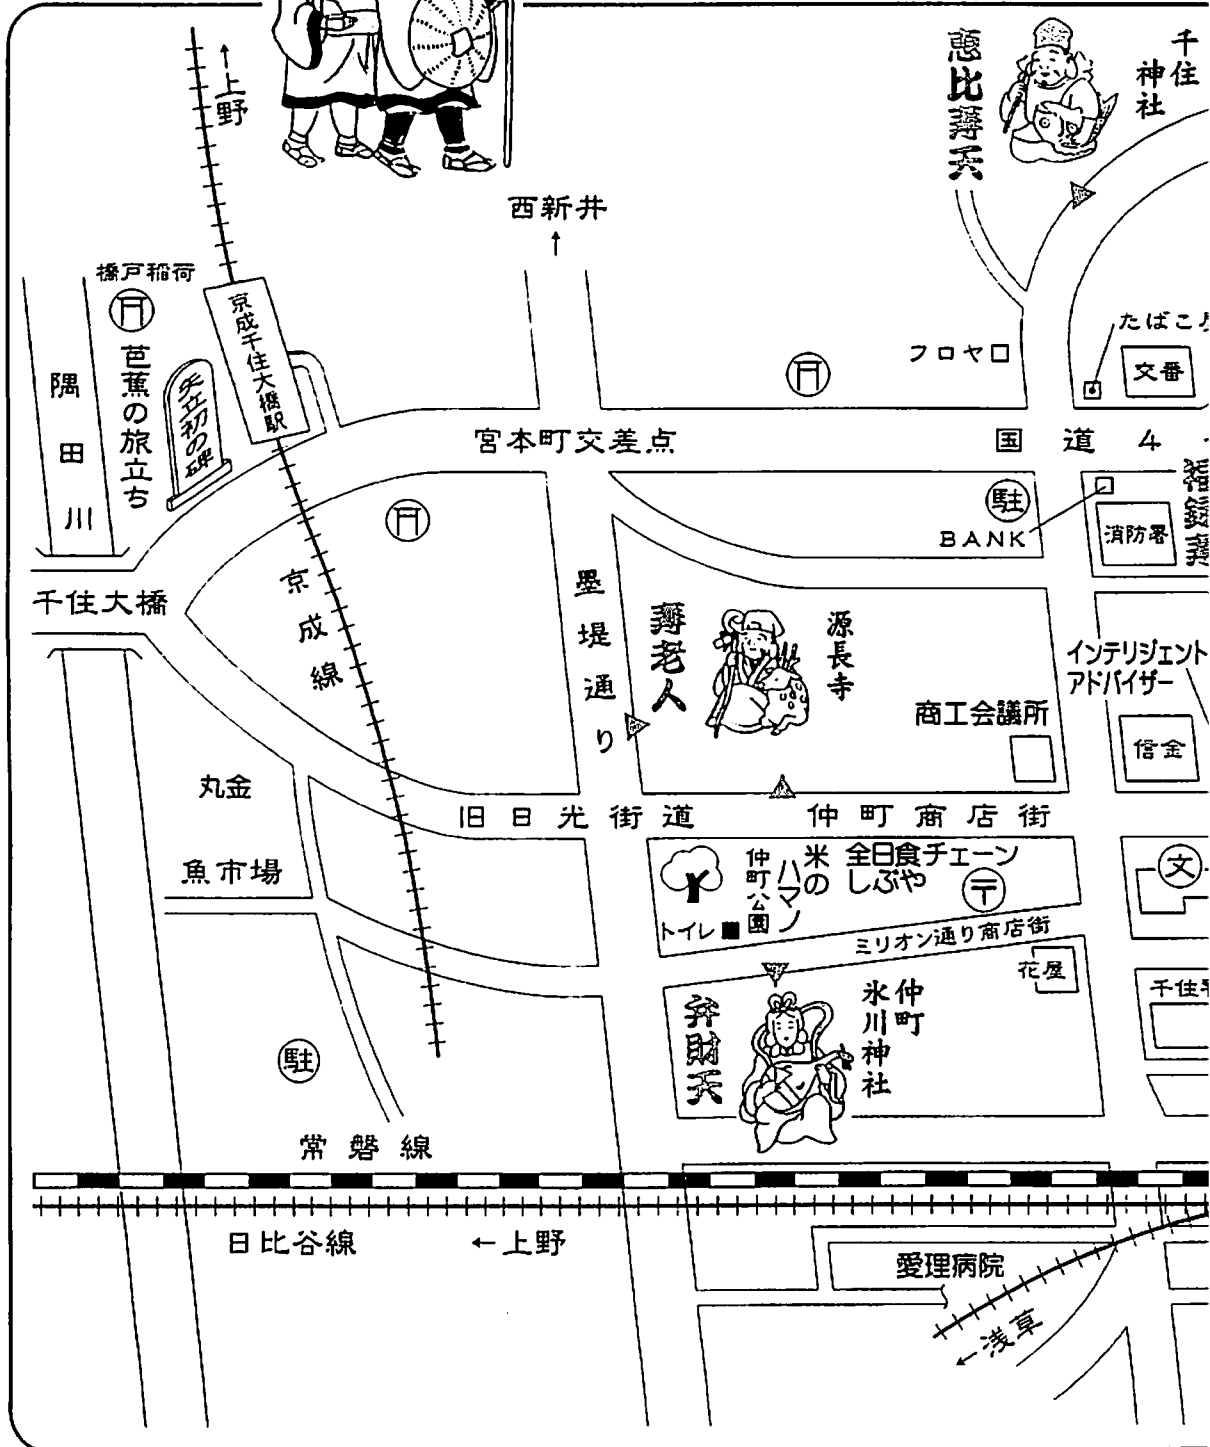 ↑上野
西新井
↑
恵比寿天
千住
神社
橋戸稲荷
芭蕉の旅立ち
矢立初の碑
京成千住大橋駅
隅田川
たばこ
フロヤ
交番
宮本町交差点
国道4
駐
BANK
消防署
千住大橋
京成線
墨堤通り
寿老人
源長寺
インテリジェント
アドバイザー
商工会議所
信金
丸金
旧日光街道
仲町商店街
魚市場
仲町公園
トイレ
米の
ハマノ
全日食チェーン
しぶや
〒
文
ミリオン通り商店街
花屋
弁財天
仲町
氷川神社
千住
駐
常磐線
日比谷線
←上野
愛理病院
←浅草